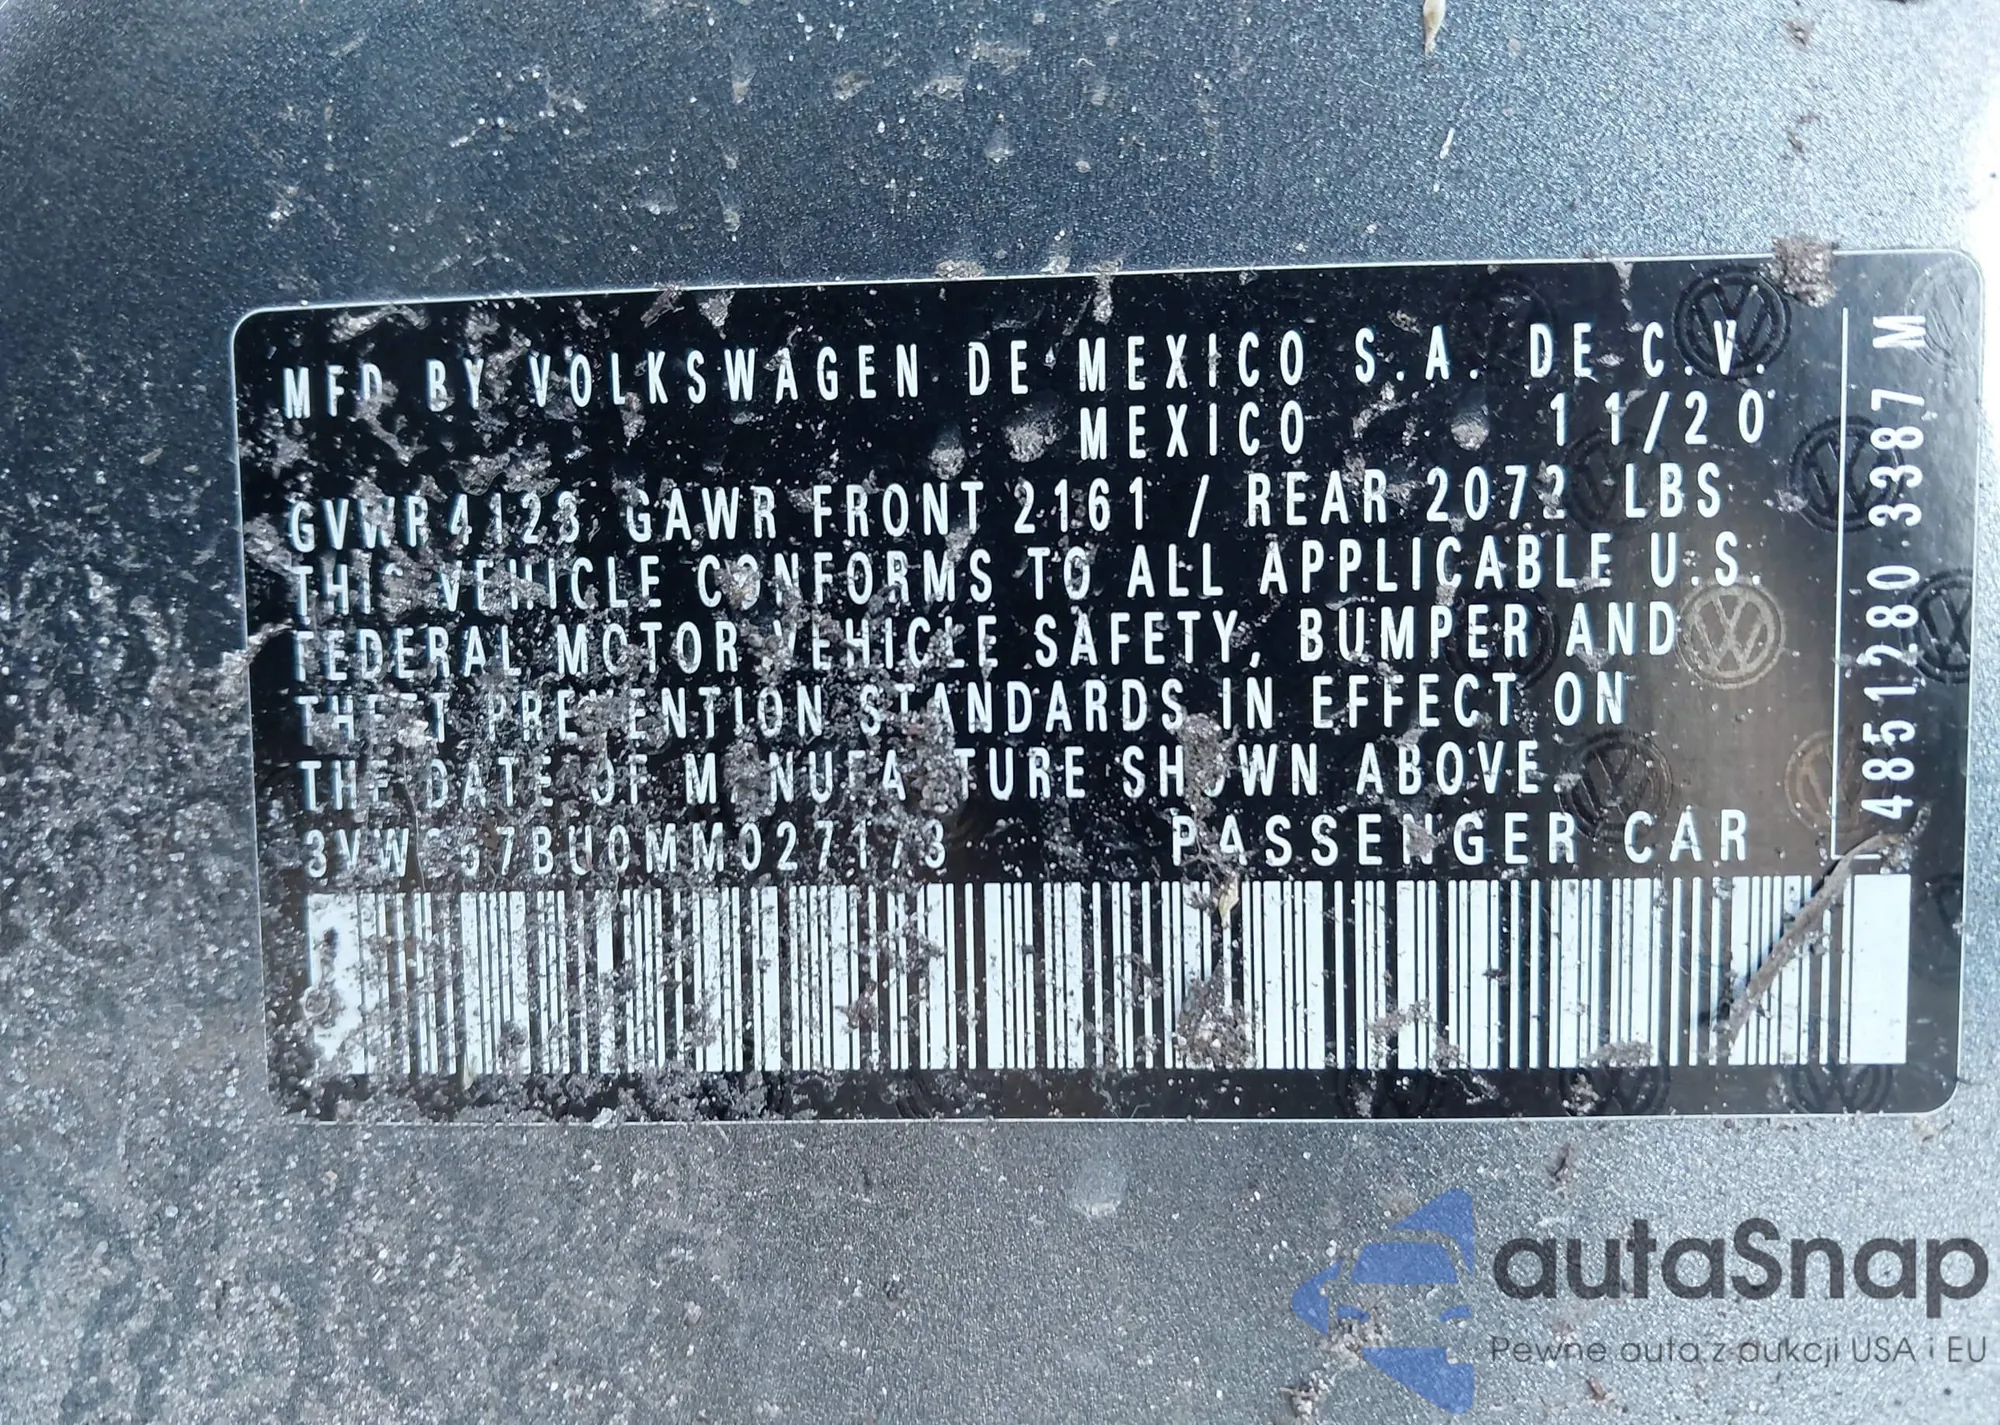 MFD BY VOLKSWAGEN DE MEXICO S.A. DE C.V.
MEXICO 11/20
GVWR4123 GAWR FRONT 2161 / REAR 2072 LBS
THIS VEHICLE CONFORMS TO ALL APPLICABLE U.S.
FEDERAL MOTOR VEHICLE SAFETY, BUMPER AND
THEFT PREVENTION STANDARDS IN EFFECT ON
THE DATE OF MANUFACTURE SHOWN ABOVE.
3VWC57BU0MM027173 PASSENGER CAR
4851280 3387 M
autaSnap
Pewne auta z aukcji USA i EU